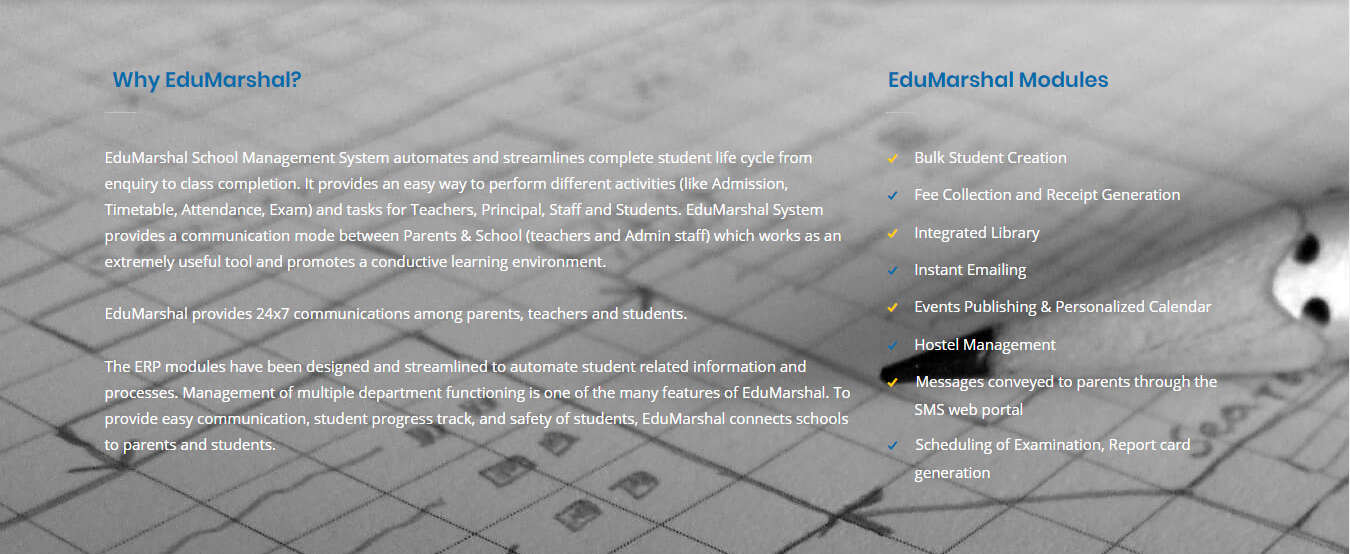 Why EduMarshal?
EduMarshal School Management System automates and streamlines complete student life cycle from
enquiry to class completion. It provides an easy way to perform different activities (like Admission,
Timetable, Attendance, Exam) and tasks for Teachers, Principal, Staff and Students. EduMarshal System
provides a communication mode between Parents & School (teachers and Admin staff) which works as an
extremely useful tool and promotes a conductive learning environment.
EduMarshal provides 24x7 communications among parents, teachers and students.
The ERP modules have been designed and streamlined to automate student related information and
processes. Management of multiple department functioning is one of the many features of EduMarshal. To
provide easy communication, student progress track, and safety of students, EduMarshal connects schools
to parents and students.
EduMarshal Modules
Bulk Student Creation
Fee Collection and Receipt Generation
Integrated Library
Instant Emailing
Events Publishing & Personalized Calendar
Hostel Management
Messages conveyed to parents through the
SMS web portal
Scheduling of Examination, Report card
generation